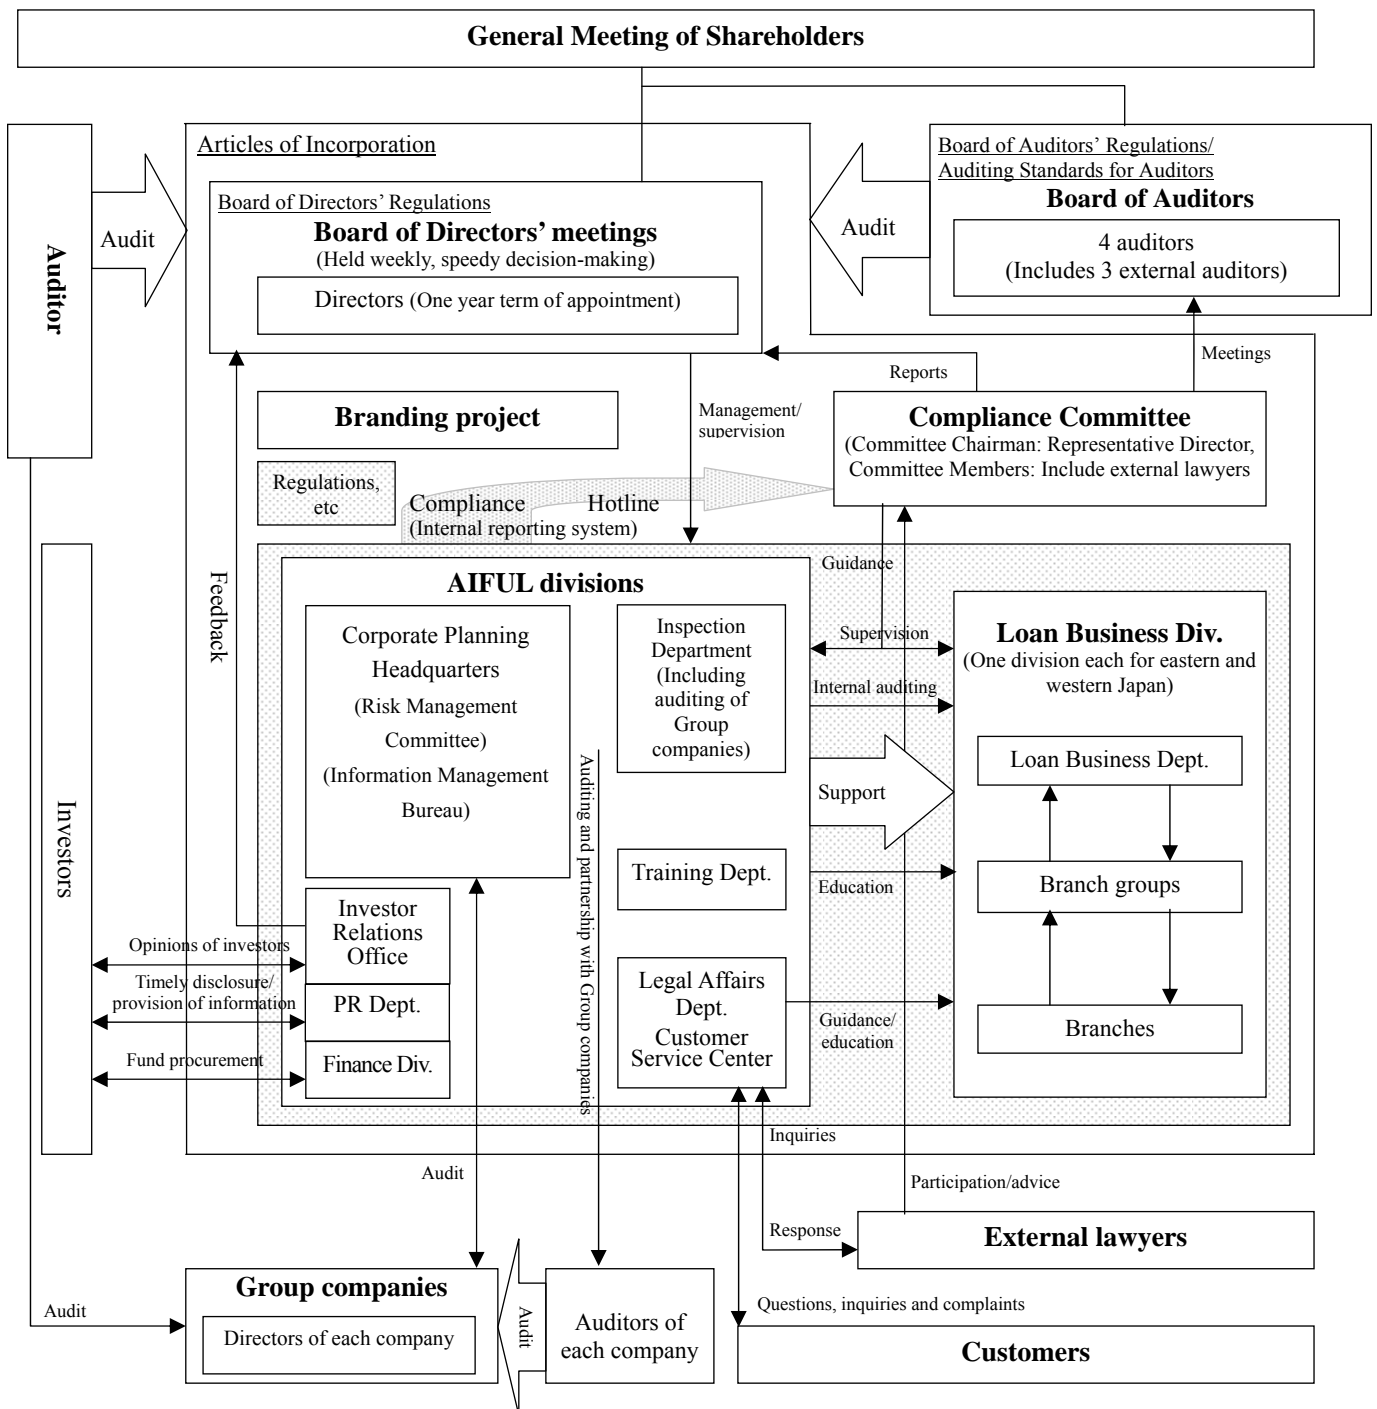 General Meeting of Shareholders
Auditor
Audit
Articles of Incorporation
Board of Directors’ Regulations
Board of Directors’ meetings
(Held weekly, speedy decision-making)
Directors (One year term of appointment)
Audit
Board of Auditors’ Regulations/
Auditing Standards for Auditors
Board of Auditors
4 auditors
(Includes 3 external auditors)
Meetings
Reports
Branding project
Management/
supervision
Compliance Committee
(Committee Chairman: Representative Director,
Committee Members: Include external lawyers
Regulations,
etc
Compliance Hotline
(Internal reporting system)
Feedback
Investors
AIFUL divisions
Corporate Planning
Headquarters
(Risk Management
Committee)
(Information Management
Bureau)
Inspection
Department
(Including
auditing of
Group
companies)
Guidance
Supervision
Internal auditing
Support
Loan Business Div.
(One division each for eastern and
western Japan)
Loan Business Dept.
Branch groups
Branches
Auditing and partnership with Group companies
Training Dept.
Education
Investor
Relations
Office
PR Dept.
Finance Div.
Opinions of investors
Timely disclosure/
provision of information
Fund procurement
Legal Affairs
Dept.
Customer
Service Center
Guidance/
education
Inquiries
Audit
Participation/advice
Response
External lawyers
Audit
Group companies
Directors of each company
Audit
Auditors of
each company
Questions, inquiries and complaints
Customers